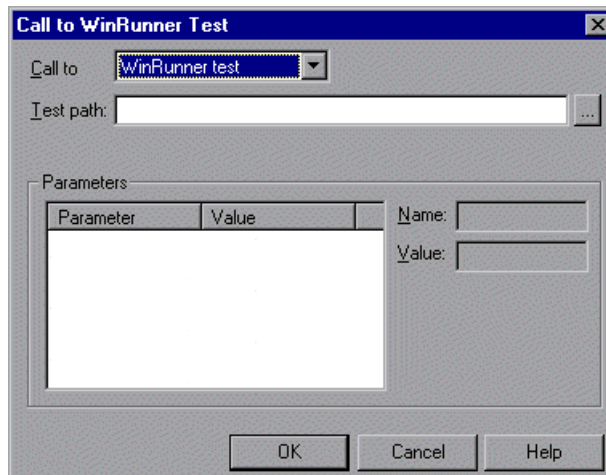 Call to WinRunner Test
Call to WinRunner test
Test path: ...
Parameters
Parameter Value Name:
Value:
OK Cancel Help